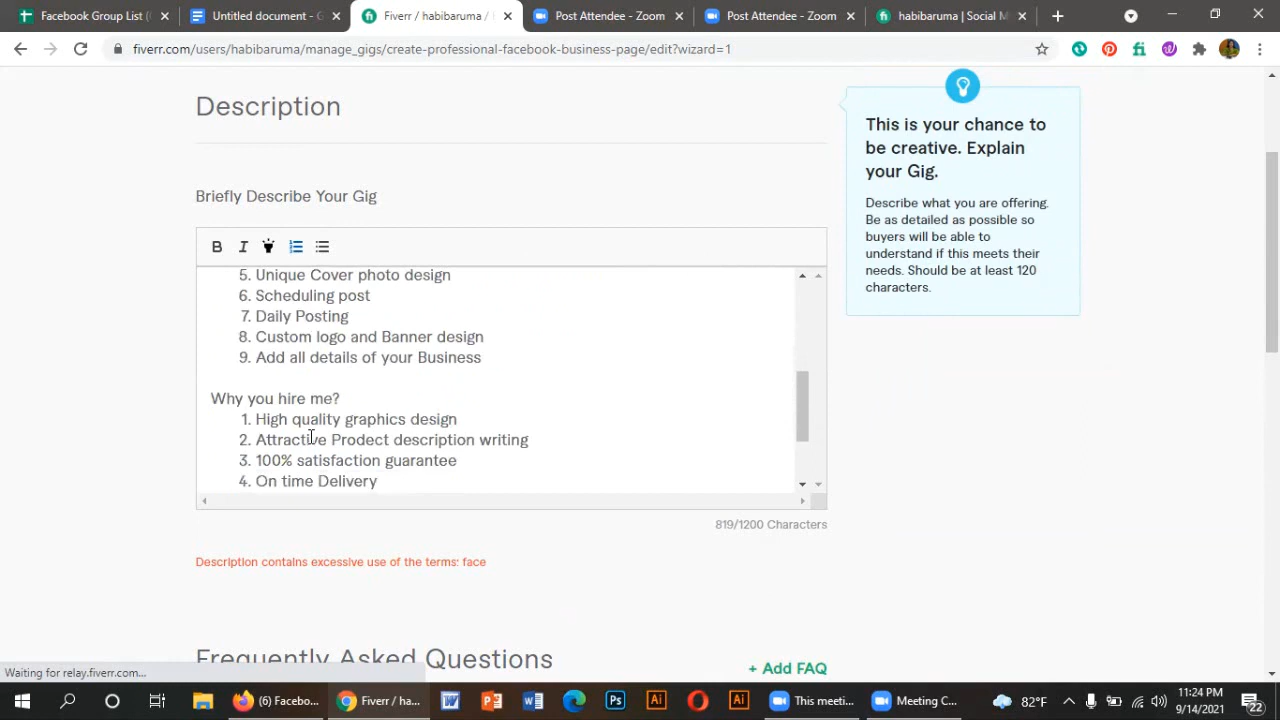 Facebook Group List (
Untitled document - G
Fiverr / habibaruma /
Post Attendee - Zoom
Post Attendee - Zoom
habibaruma | Social M
fiverr.com/users/habibaruma/manage_gigs/create-professional-facebook-business-page/edit?wizard=1
Description
Briefly Describe Your Gig
B I
5. Unique Cover photo design
6. Scheduling post
7. Daily Posting
8. Custom logo and Banner design
9. Add all details of your Business
Why you hire me?
1. High quality graphics design
2. Attractive Prodect description writing
3. 100% satisfaction guarantee
4. On time Delivery
819/1200 Characters
Description contains excessive use of the terms: face
This is your chance to
be creative. Explain
your Gig.
Describe what you are offering.
Be as detailed as possible so
buyers will be able to
understand if this meets their
needs. Should be at least 120
characters.
Frequently Asked Questions
+ Add FAQ
Waiting for relay.fiverr.com...
(6) Facebo...
Fiverr / ha...
This meeti...
Meeting C...
82°F
11:24 PM
9/14/2021
22